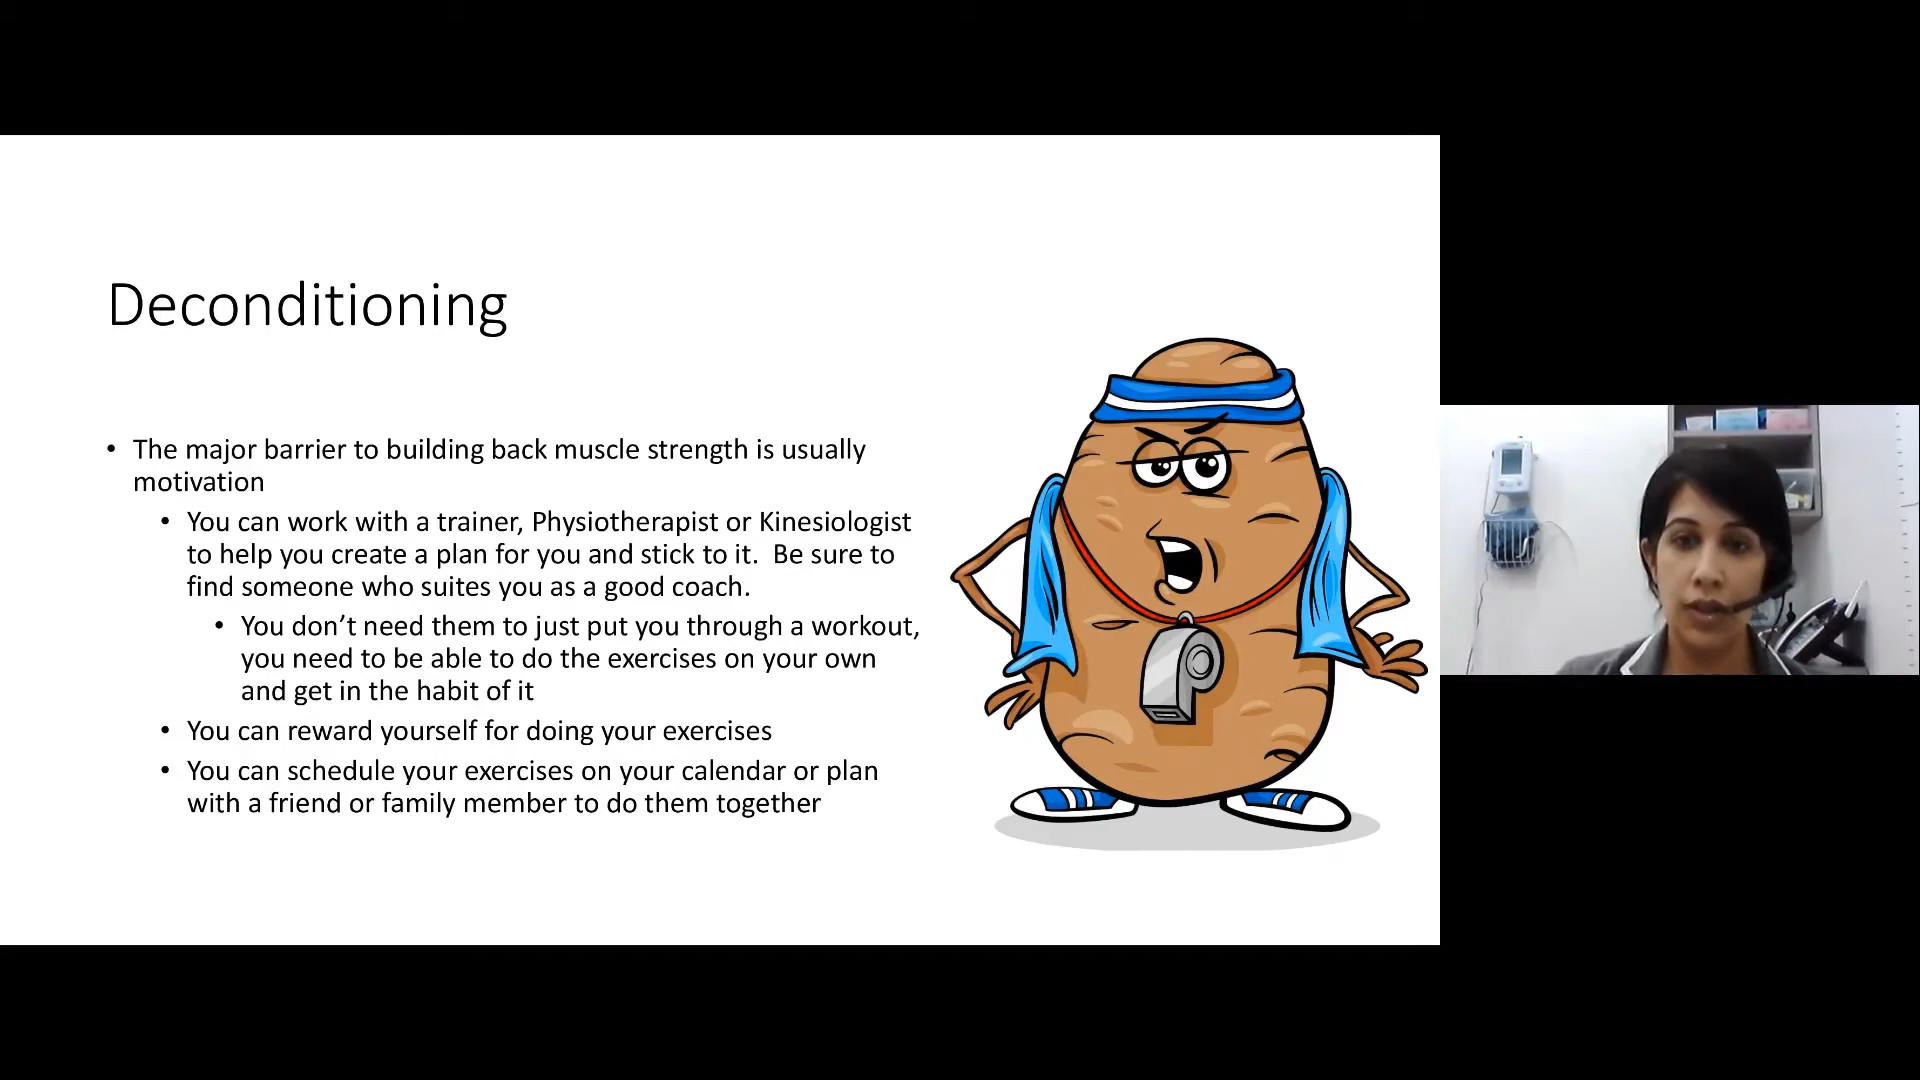 Deconditioning
• The major barrier to building back muscle strength is usually
motivation
• You can work with a trainer, Physiotherapist or Kinesiologist
to help you create a plan for you and stick to it.  Be sure to
find someone who suites you as a good coach.
• You don’t need them to just put you through a workout,
you need to be able to do the exercises on your own
and get in the habit of it
• You can reward yourself for doing your exercises
• You can schedule your exercises on your calendar or plan
with a friend or family member to do them together